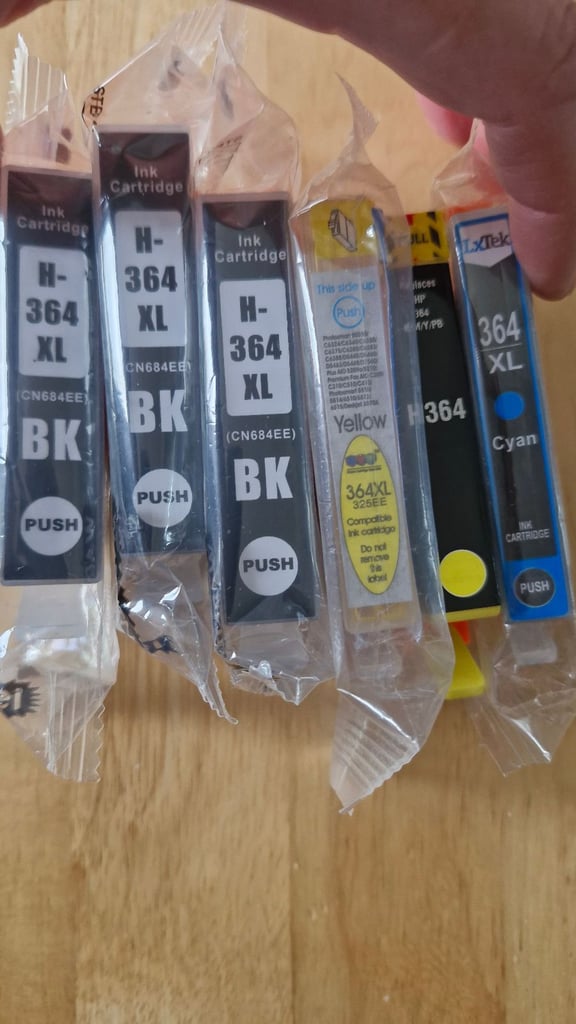 Ink
Cartridge
H-
364
XL
(CN684EE)
BK
PUSH
Ink
Cartridge
H-
364
XL
(CN684EE)
BK
PUSH
Ink
Cartridge
H-
364
XL
(CN684EE)
BK
PUSH
This side up
Push
Yellow
364XL
325EE
Compatible
Ink cartridge
Do not
remove
this
label
HP
364
M/Y/PB
H364
LxTek
364
XL
Cyan
INK
CARTRIDGE
PUSH